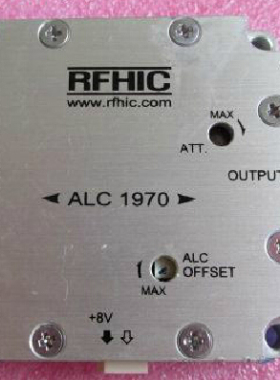 RFHIC
www.rfhic.com
MAX
ATT.
OUTPUT
ALC 1970
ALC
OFFSET
MAX
+8V